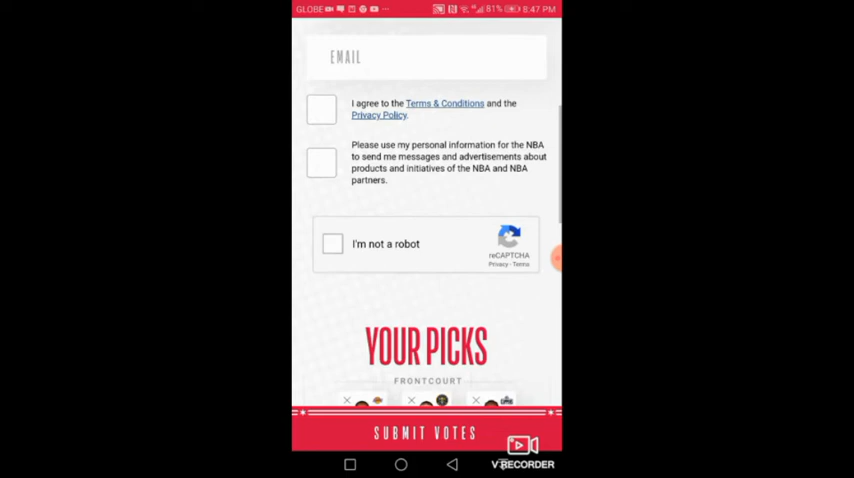 GLOBE 81% 8:47 PM
EMAIL
I agree to the Terms & Conditions and the
Privacy Policy.
Please use my personal information for the NBA
to send me messages and advertisements about
products and initiatives of the NBA and NBA
partners.
I'm not a robot
reCAPTCHA
Privacy - Terms
YOUR PICKS
FRONTCOURT
SUBMIT VOTES
V RECORDER